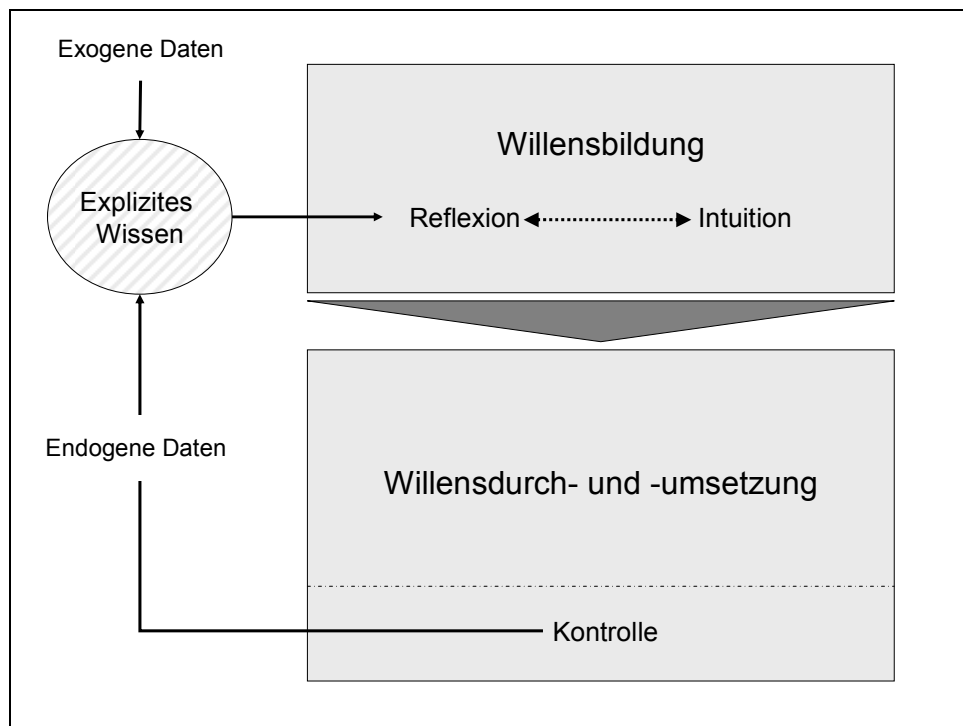 Exogene Daten
Willensbildung
Explizites
Wissen
Reflexion
Intuition
Endogene Daten
Willensdurch- und -umsetzung
Kontrolle